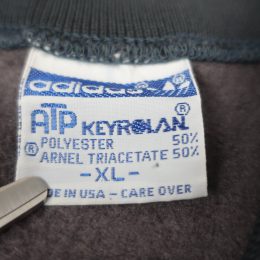 adidas ®
ATP KEYROLAN ®
® POLYESTER 50%
ARNEL TRIACETATE 50%
-XL-
DE IN USA - CARE OVER